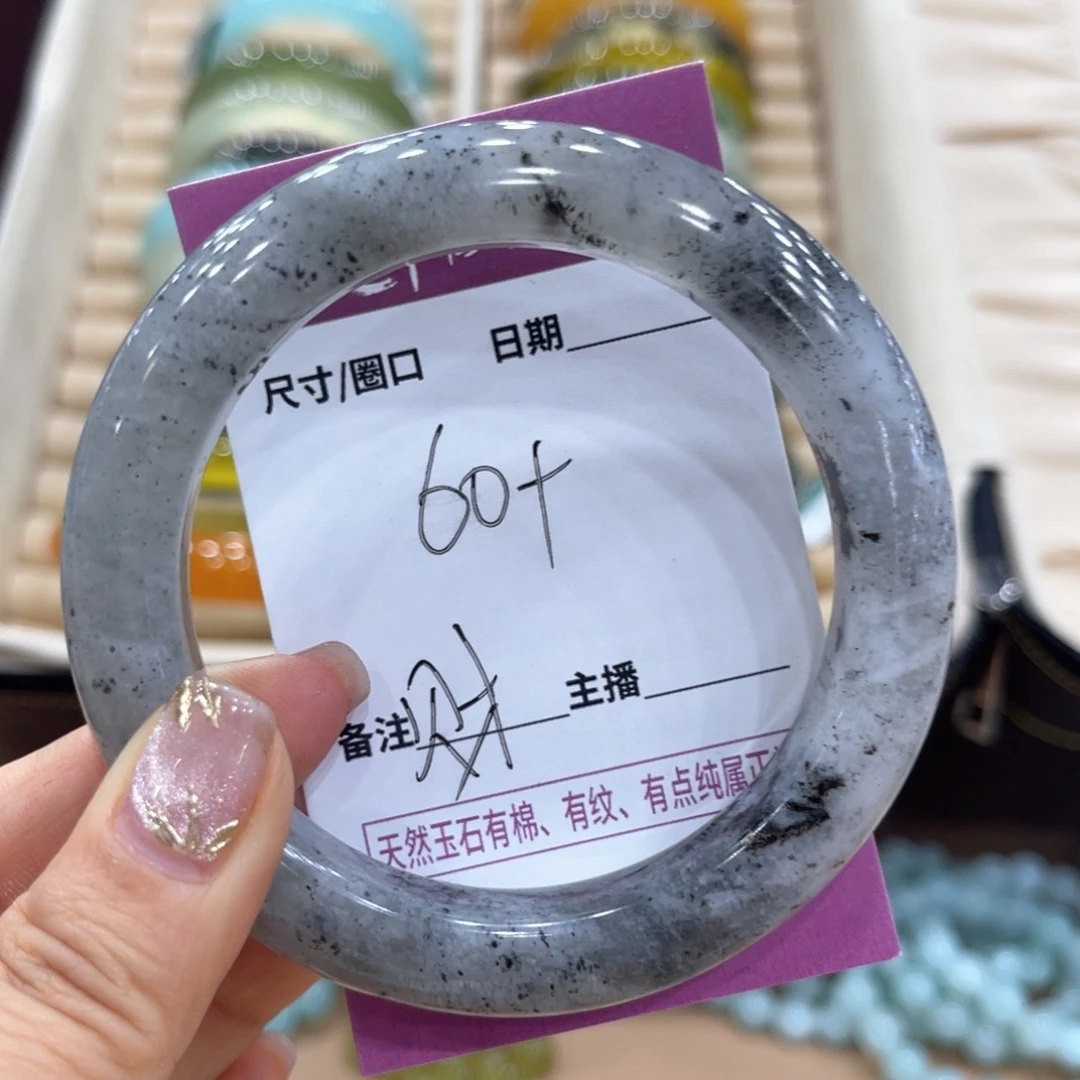 尺寸/圈口 日期
60+
备注财 主播
天然玉石有棉、有纹、有点纯属正